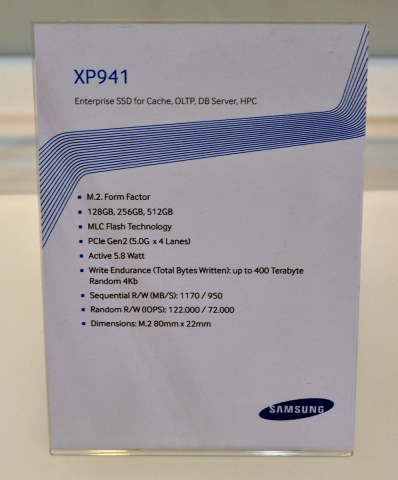 XP941
Enterprise SSD for Cache, OLTP, DB Server, HPC
M.2. Form Factor
128GB, 256GB, 512GB
MLC Flash Technology
PCIe Gen2 (5.0G x 4 Lanes)
Active 5.8 Watt
Write Endurance (Total Bytes Written): up to 400 Terabyte
Random 4Kb
Sequential R/W (MB/S): 1170 / 950
Random R/W (IOPS): 122.000 / 72.000
Dimensions: M.2 80mm x 22mm
SAMSUNG